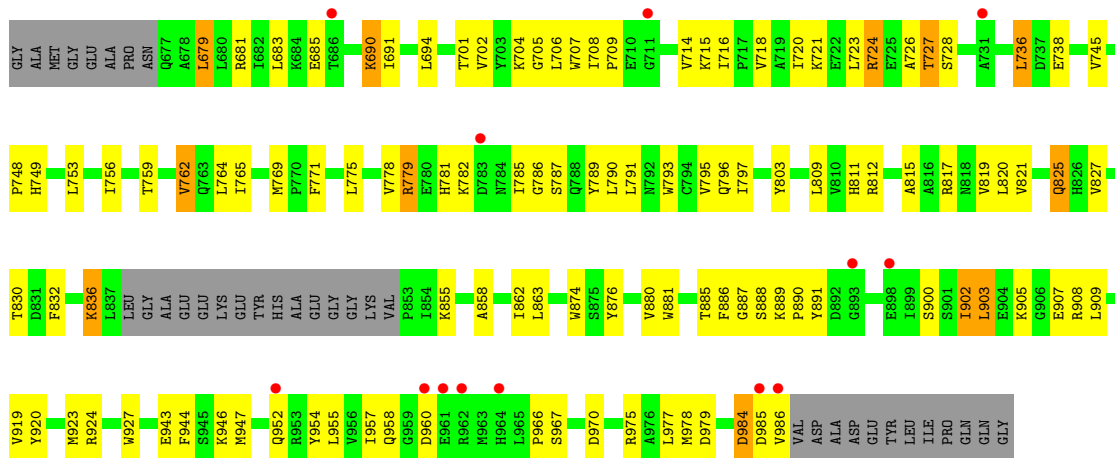 GLY ALA MET GLY GLU ALA PRO ASN Q677 A678 L679 L680 R681 I682 L683 K684 E685 T686 K690 I691 L694 T701 V702 Y703 K704 G705 L706 W707 I708 P709 E710 G711 V714 K715 I716 P717 V718 A719 I720 K721 E722 L723 R724 E725 A726 T727 S728 A731 L736 D737 E738 V745
P748 H749 L753 I756 T759 V762 Q763 L764 I765 M769 P770 F771 L775 V778 R779 E780 H781 K782 D783 N784 I785 G786 S787 Q788 Y789 L790 L791 N792 W793 C794 V795 Q796 I797 Y803 L809 V810 H811 R812 A815 A816 R817 N818 V819 L820 V821 Q825 H826 V827
T830 D831 F832 K836 L837 LEU GLY ALA GLU GLU LYS GLU TYR HIS ALA GLU GLY GLY LYS VAL P853 I854 K855 A858 I862 L863 W874 S875 Y876 V880 W881 T885 F886 G887 S888 K889 P890 Y891 D892 G893 E898 I899 S900 S901 I902 L903 E904 K905 G906 E907 R908 L909
V919 Y920 M923 R924 W927 E943 F944 S945 K946 M947 Q952 R953 Y954 L955 V956 I957 Q958 G959 D960 E961 R962 M963 H964 L965 P966 S967 D970 R975 A976 L977 M978 D979 D984 D985 V986 VAL ASP ALA ASP GLU TYR LEU ILE PRO GLN GLN GLY